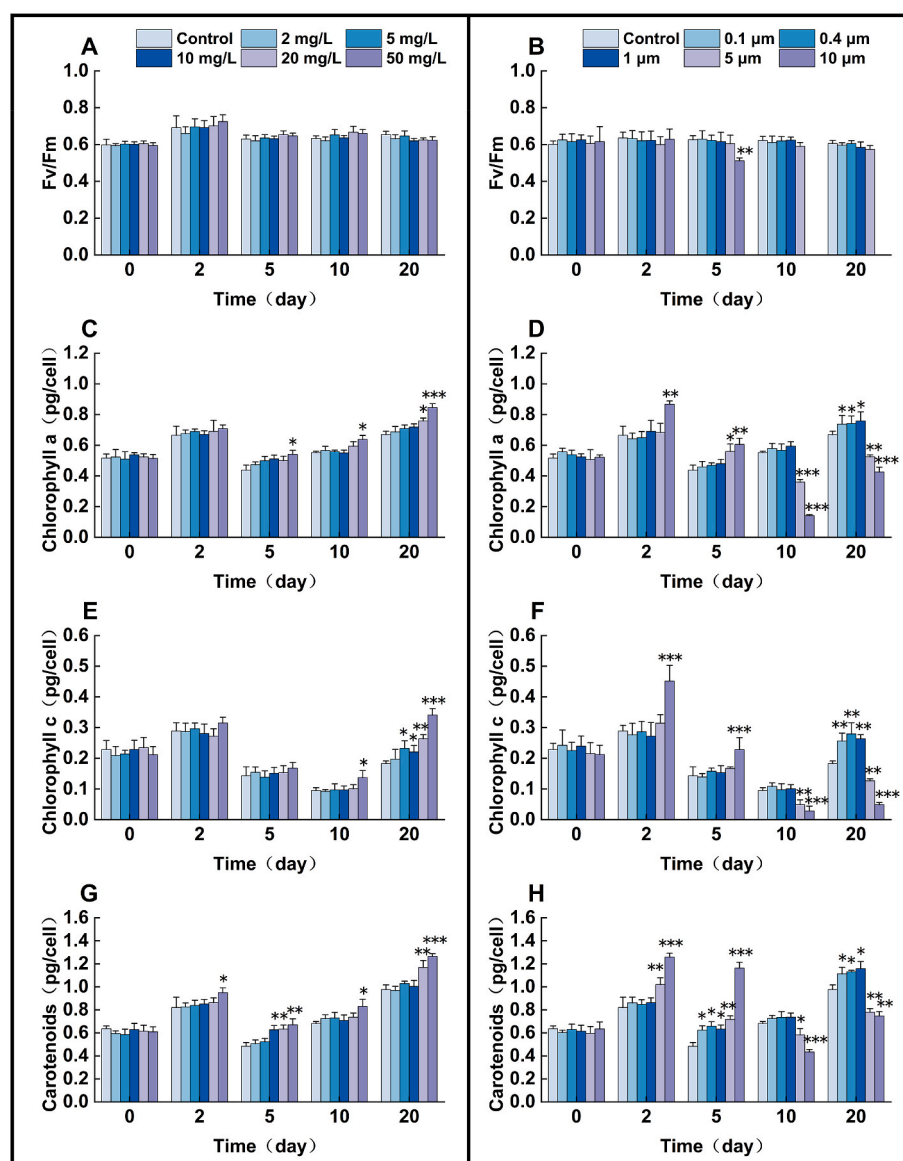 A
Control 2 mg/L 5 mg/L
10 mg/L 20 mg/L 50 mg/L
1.0
0.8
0.6
0.4
0.2
0.0
Fv/Fm
0 2 5 10 20
Time（day）
B
Control 0.1 μm 0.4 μm
1 μm 5 μm 10 μm
1.0
0.8
0.6
0.4
0.2
0.0
Fv/Fm
**
0 2 5 10 20
Time（day）
C
1.2
1.0
0.8
0.6
0.4
0.2
0.0
Chlorophyll a（pg/cell）
* * * ***
0 2 5 10 20
Time（day）
D
1.2
1.0
0.8
0.6
0.4
0.2
0.0
Chlorophyll a（pg/cell）
** * ** *** *** ** ** * ** ***
0 2 5 10 20
Time（day）
E
0.6
0.5
0.4
0.3
0.2
0.1
0.0
Chlorophyll c（pg/cell）
* * * ** ***
0 2 5 10 20
Time（day）
F
0.6
0.5
0.4
0.3
0.2
0.1
0.0
Chlorophyll c（pg/cell）
*** *** ** *** ** ** ** ** ***
0 2 5 10 20
Time（day）
G
1.6
1.4
1.2
1.0
0.8
0.6
0.4
0.2
0.0
Carotenoids（pg/cell）
* ** ** ** * ** ***
0 2 5 10 20
Time（day）
H
1.6
1.4
1.2
1.0
0.8
0.6
0.4
0.2
0.0
Carotenoids（pg/cell）
** *** * * * ** *** * *** * * * ** **
0 2 5 10 20
Time（day）